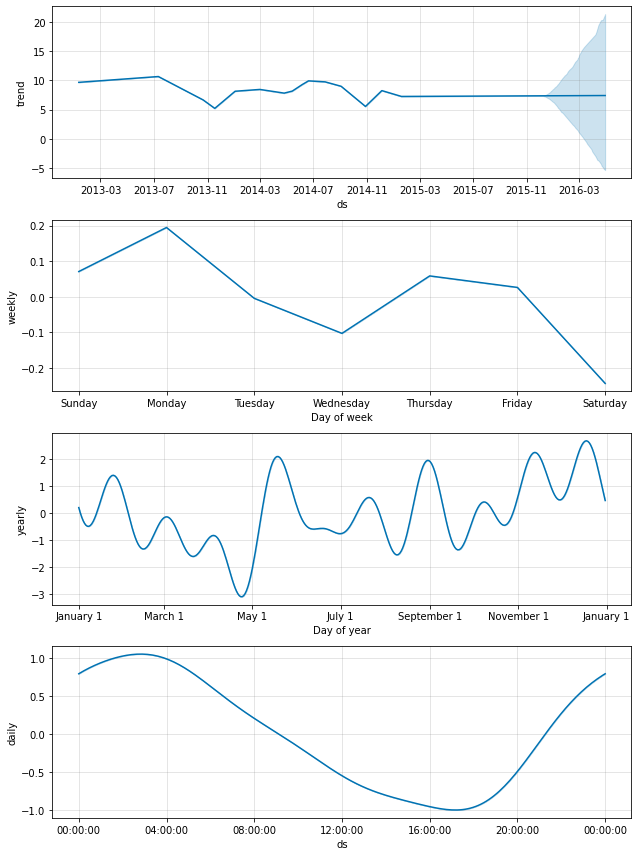 20
15
10
5
0
−5
trend
2013-03 2013-07 2013-11 2014-03 2014-07 2014-11 2015-03 2015-07 2015-11 2016-03
ds
0.2
0.1
0.0
−0.1
−0.2
weekly
Sunday Monday Tuesday Wednesday Thursday Friday Saturday
Day of week
2
1
0
−1
−2
−3
yearly
January 1 March 1 May 1 July 1 September 1 November 1 January 1
Day of year
1.0
0.5
0.0
−0.5
−1.0
daily
00:00:00 04:00:00 08:00:00 12:00:00 16:00:00 20:00:00 00:00:00
ds